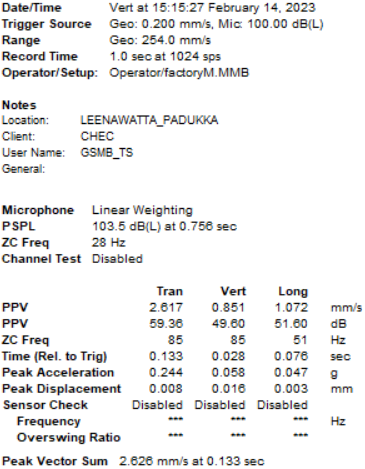 Date/Time Vert at 15:15:27 February 14, 2023
Trigger Source Geo: 0.200 mm/s, Mic: 100.00 dB(L)
Range Geo: 254.0 mm/s
Record Time 1.0 sec at 1024 sps
Operator/Setup: Operator/factoryM.MMB
Notes
Location: LEENAWATTA_PADUKKA
Client: CHEC
User Name: GSMB_TS
General:
Microphone Linear Weighting
PSPL 103.5 dB(L) at 0.756 sec
ZC Freq 28 Hz
Channel Test Disabled
Tran Vert Long
PPV 2.617 0.851 1.072 mm/s
PPV 59.36 49.60 51.60 dB
ZC Freq 85 85 51 Hz
Time (Rel. to Trig) 0.133 0.028 0.076 sec
Peak Acceleration 0.244 0.058 0.047 g
Peak Displacement 0.008 0.016 0.003 mm
Sensor Check Disabled Disabled Disabled
Frequency *** *** *** Hz
Overswing Ratio *** *** ***
Peak Vector Sum 2.626 mm/s at 0.133 sec